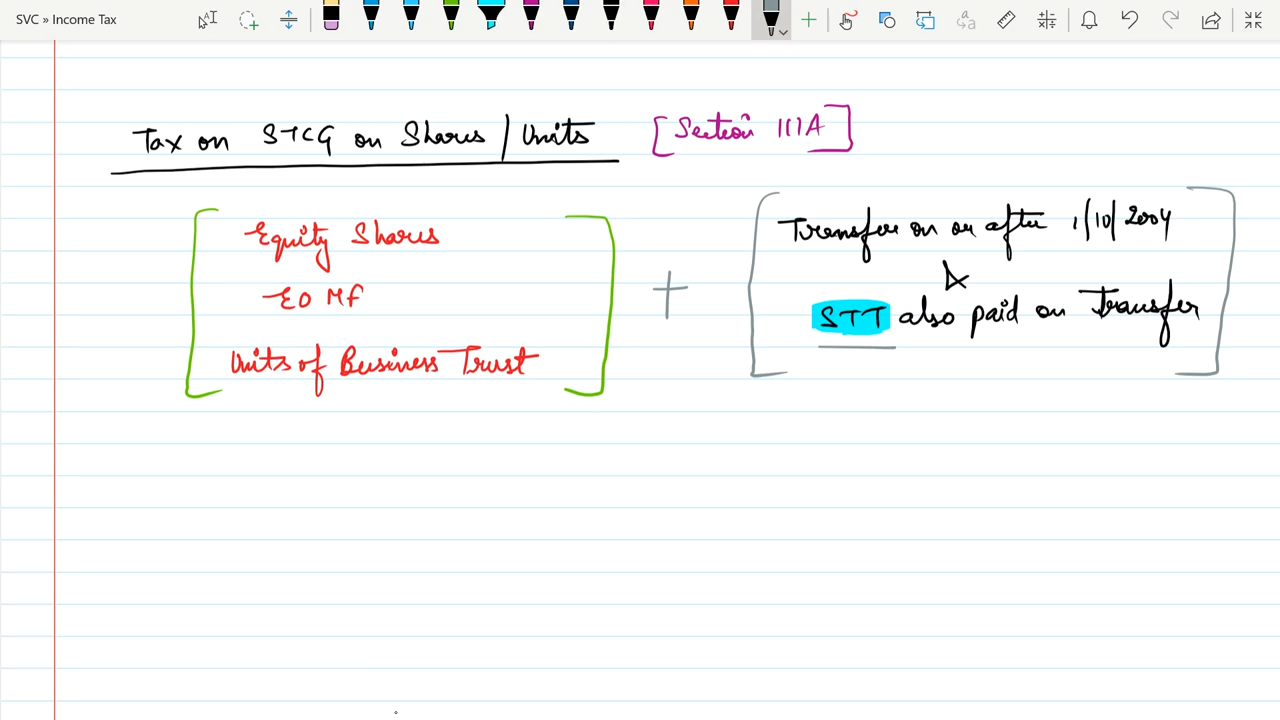 SVC » Income Tax
Tax on STCG on Shares / Units [Section 111A]
Equity Shares
EO MF
Units of Business Trust
+
Transfer on or after 1/10/2004
&
STT also paid on Transfer